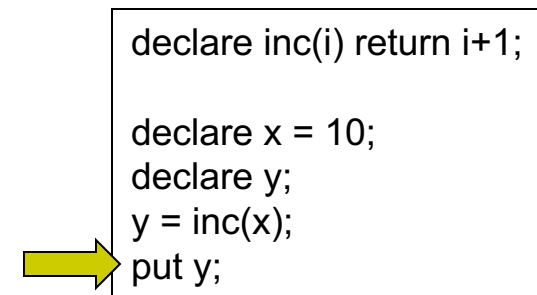 declare inc(i) return i+1;
declare x = 10;
declare y;
y = inc(x);
put y;